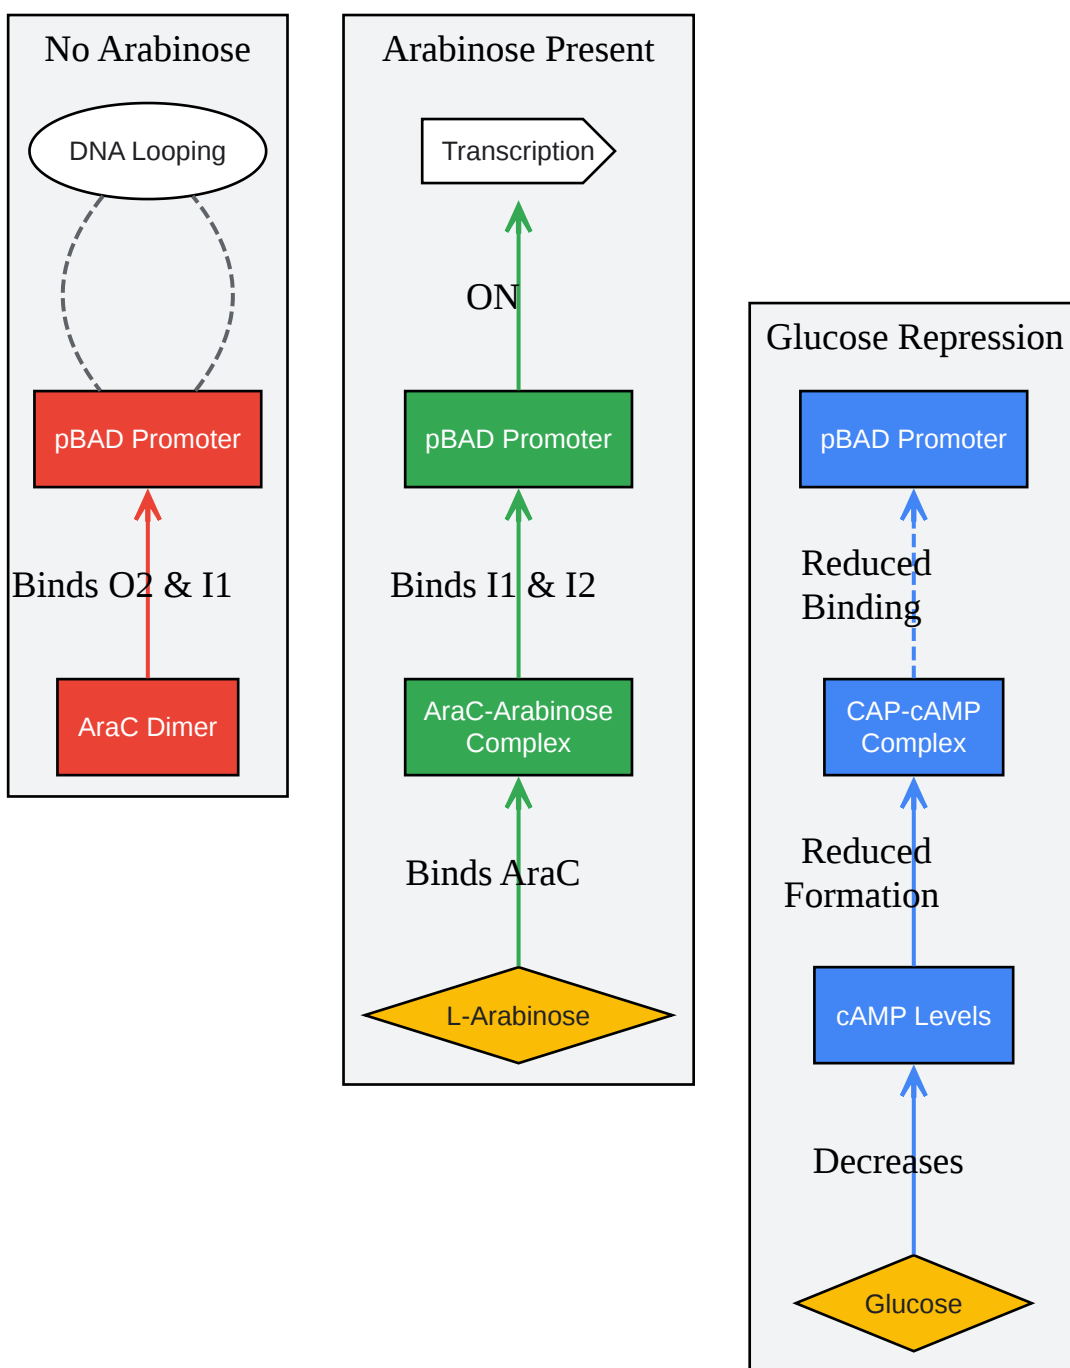 No Arabinose
DNA Looping
pBAD Promoter
Binds O2 & I1
AraC Dimer
Arabinose Present
Transcription
ON
pBAD Promoter
Binds I1 & I2
AraC-Arabinose
Complex
Binds AraC
L-Arabinose
Glucose Repression
pBAD Promoter
Reduced
Binding
CAP-cAMP
Complex
Reduced
Formation
cAMP Levels
Decreases
Glucose